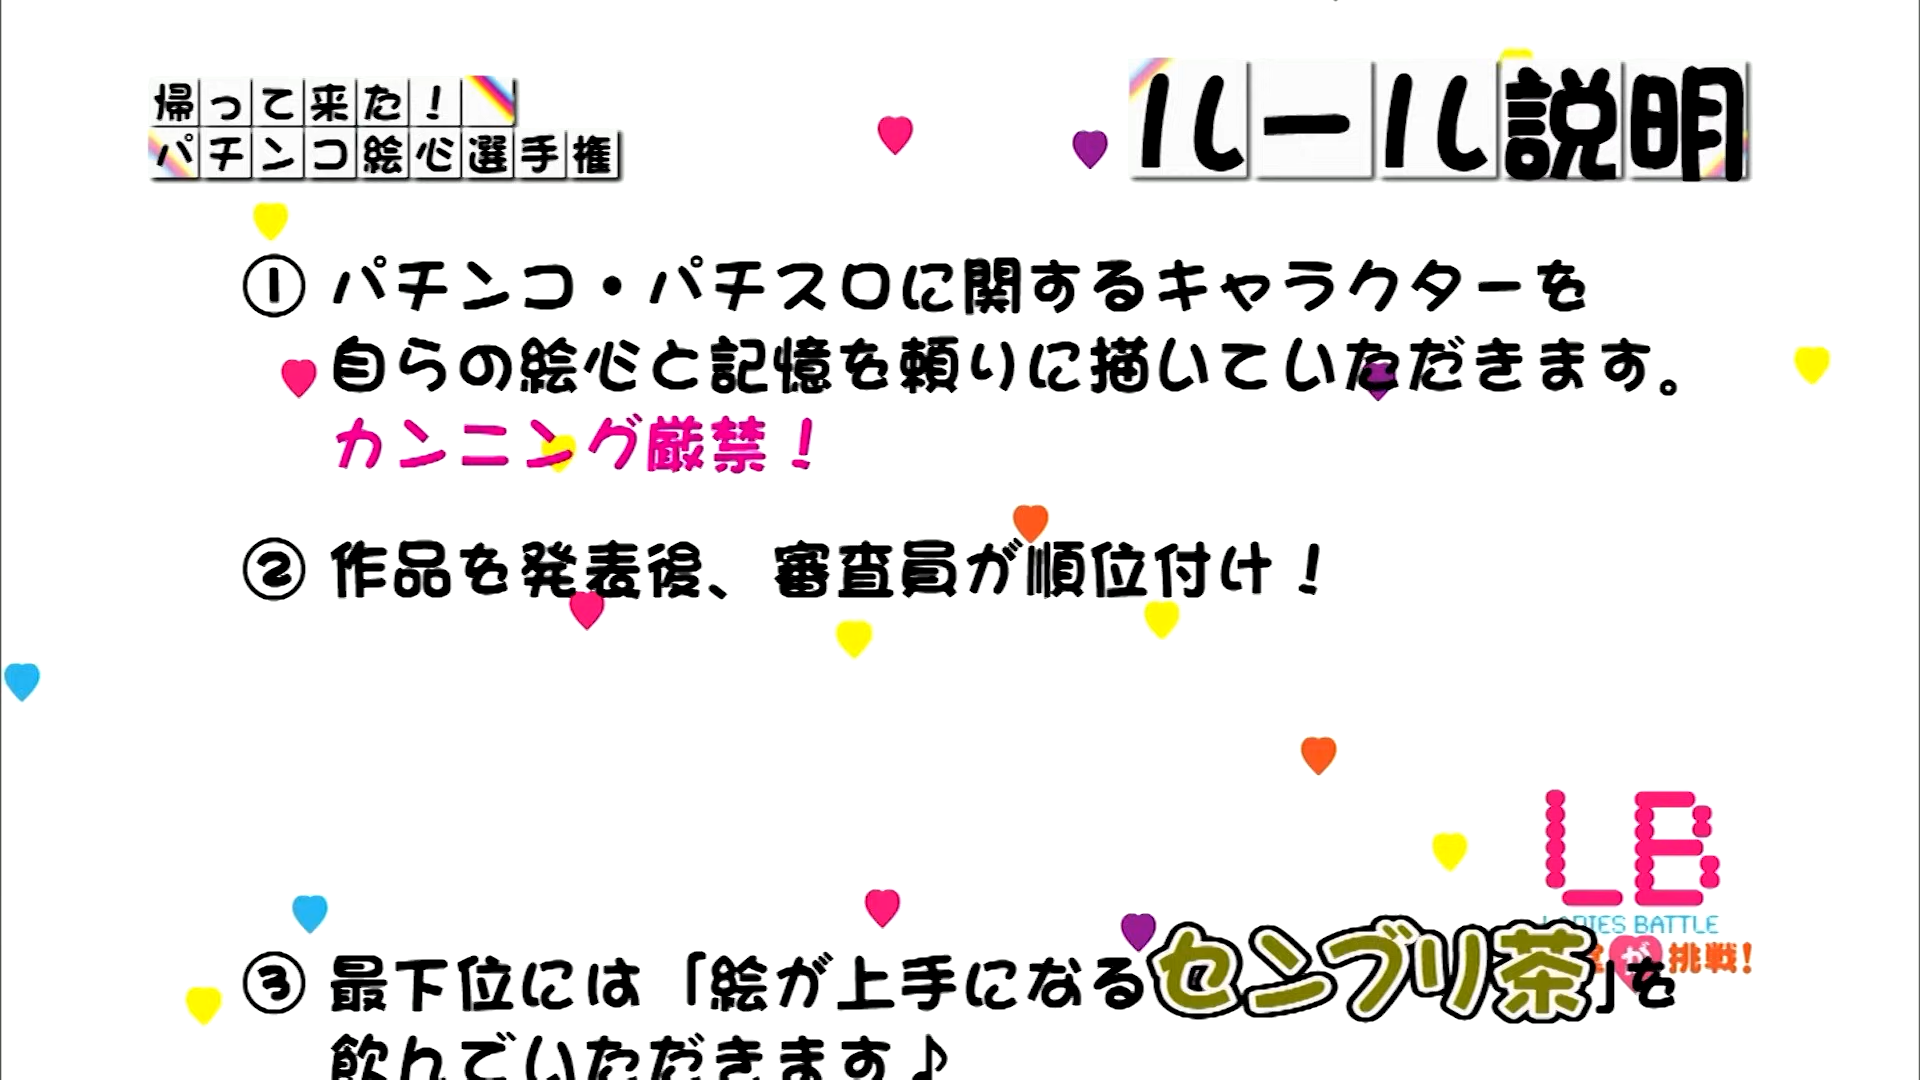 帰って来た！
パチンコ絵心選手権
ルール説明
① パチンコ・パチスロに関するキャラクターを
自らの絵心と記憶を頼りに描いていただきます。
カンニング厳禁！
② 作品を発表後、審査員が順位付け！
LB
LADIES BATTLE
が挑戦!
③ 最下位には「絵が上手になるセンブリ茶」を
飲んでいただきます♪